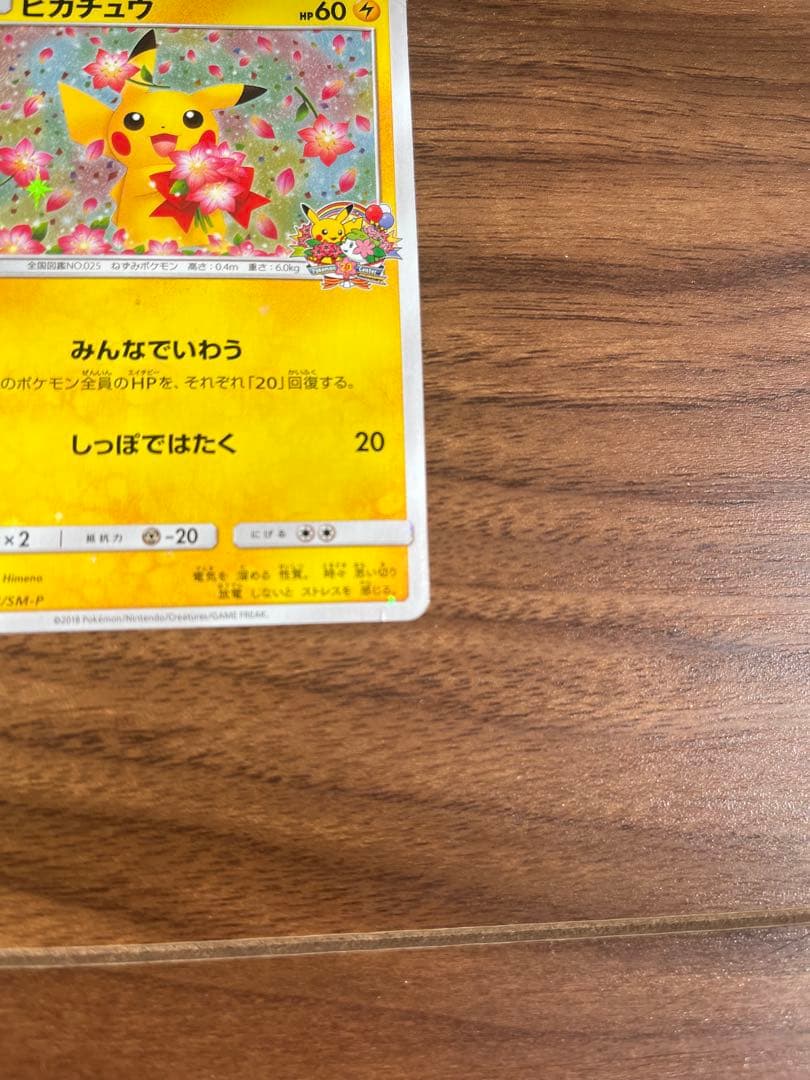 ピカチュウ HP60
Pokémon Center
全国図鑑NO.025 ねずみポケモン 高さ：0.4m 重さ：6.0kg
みんなでいわう
のポケモン全員のHPを、それぞれ「20」回復する。
しっぽではたく 20
×2 抵抗力 -20 にげる
Himeno
電気を 溜める 性質。 時々 思い切り
/SM-P 放電 しないと ストレスを 感じる。
©2018 Pokémon/Nintendo/Creatures/GAME FREAK.